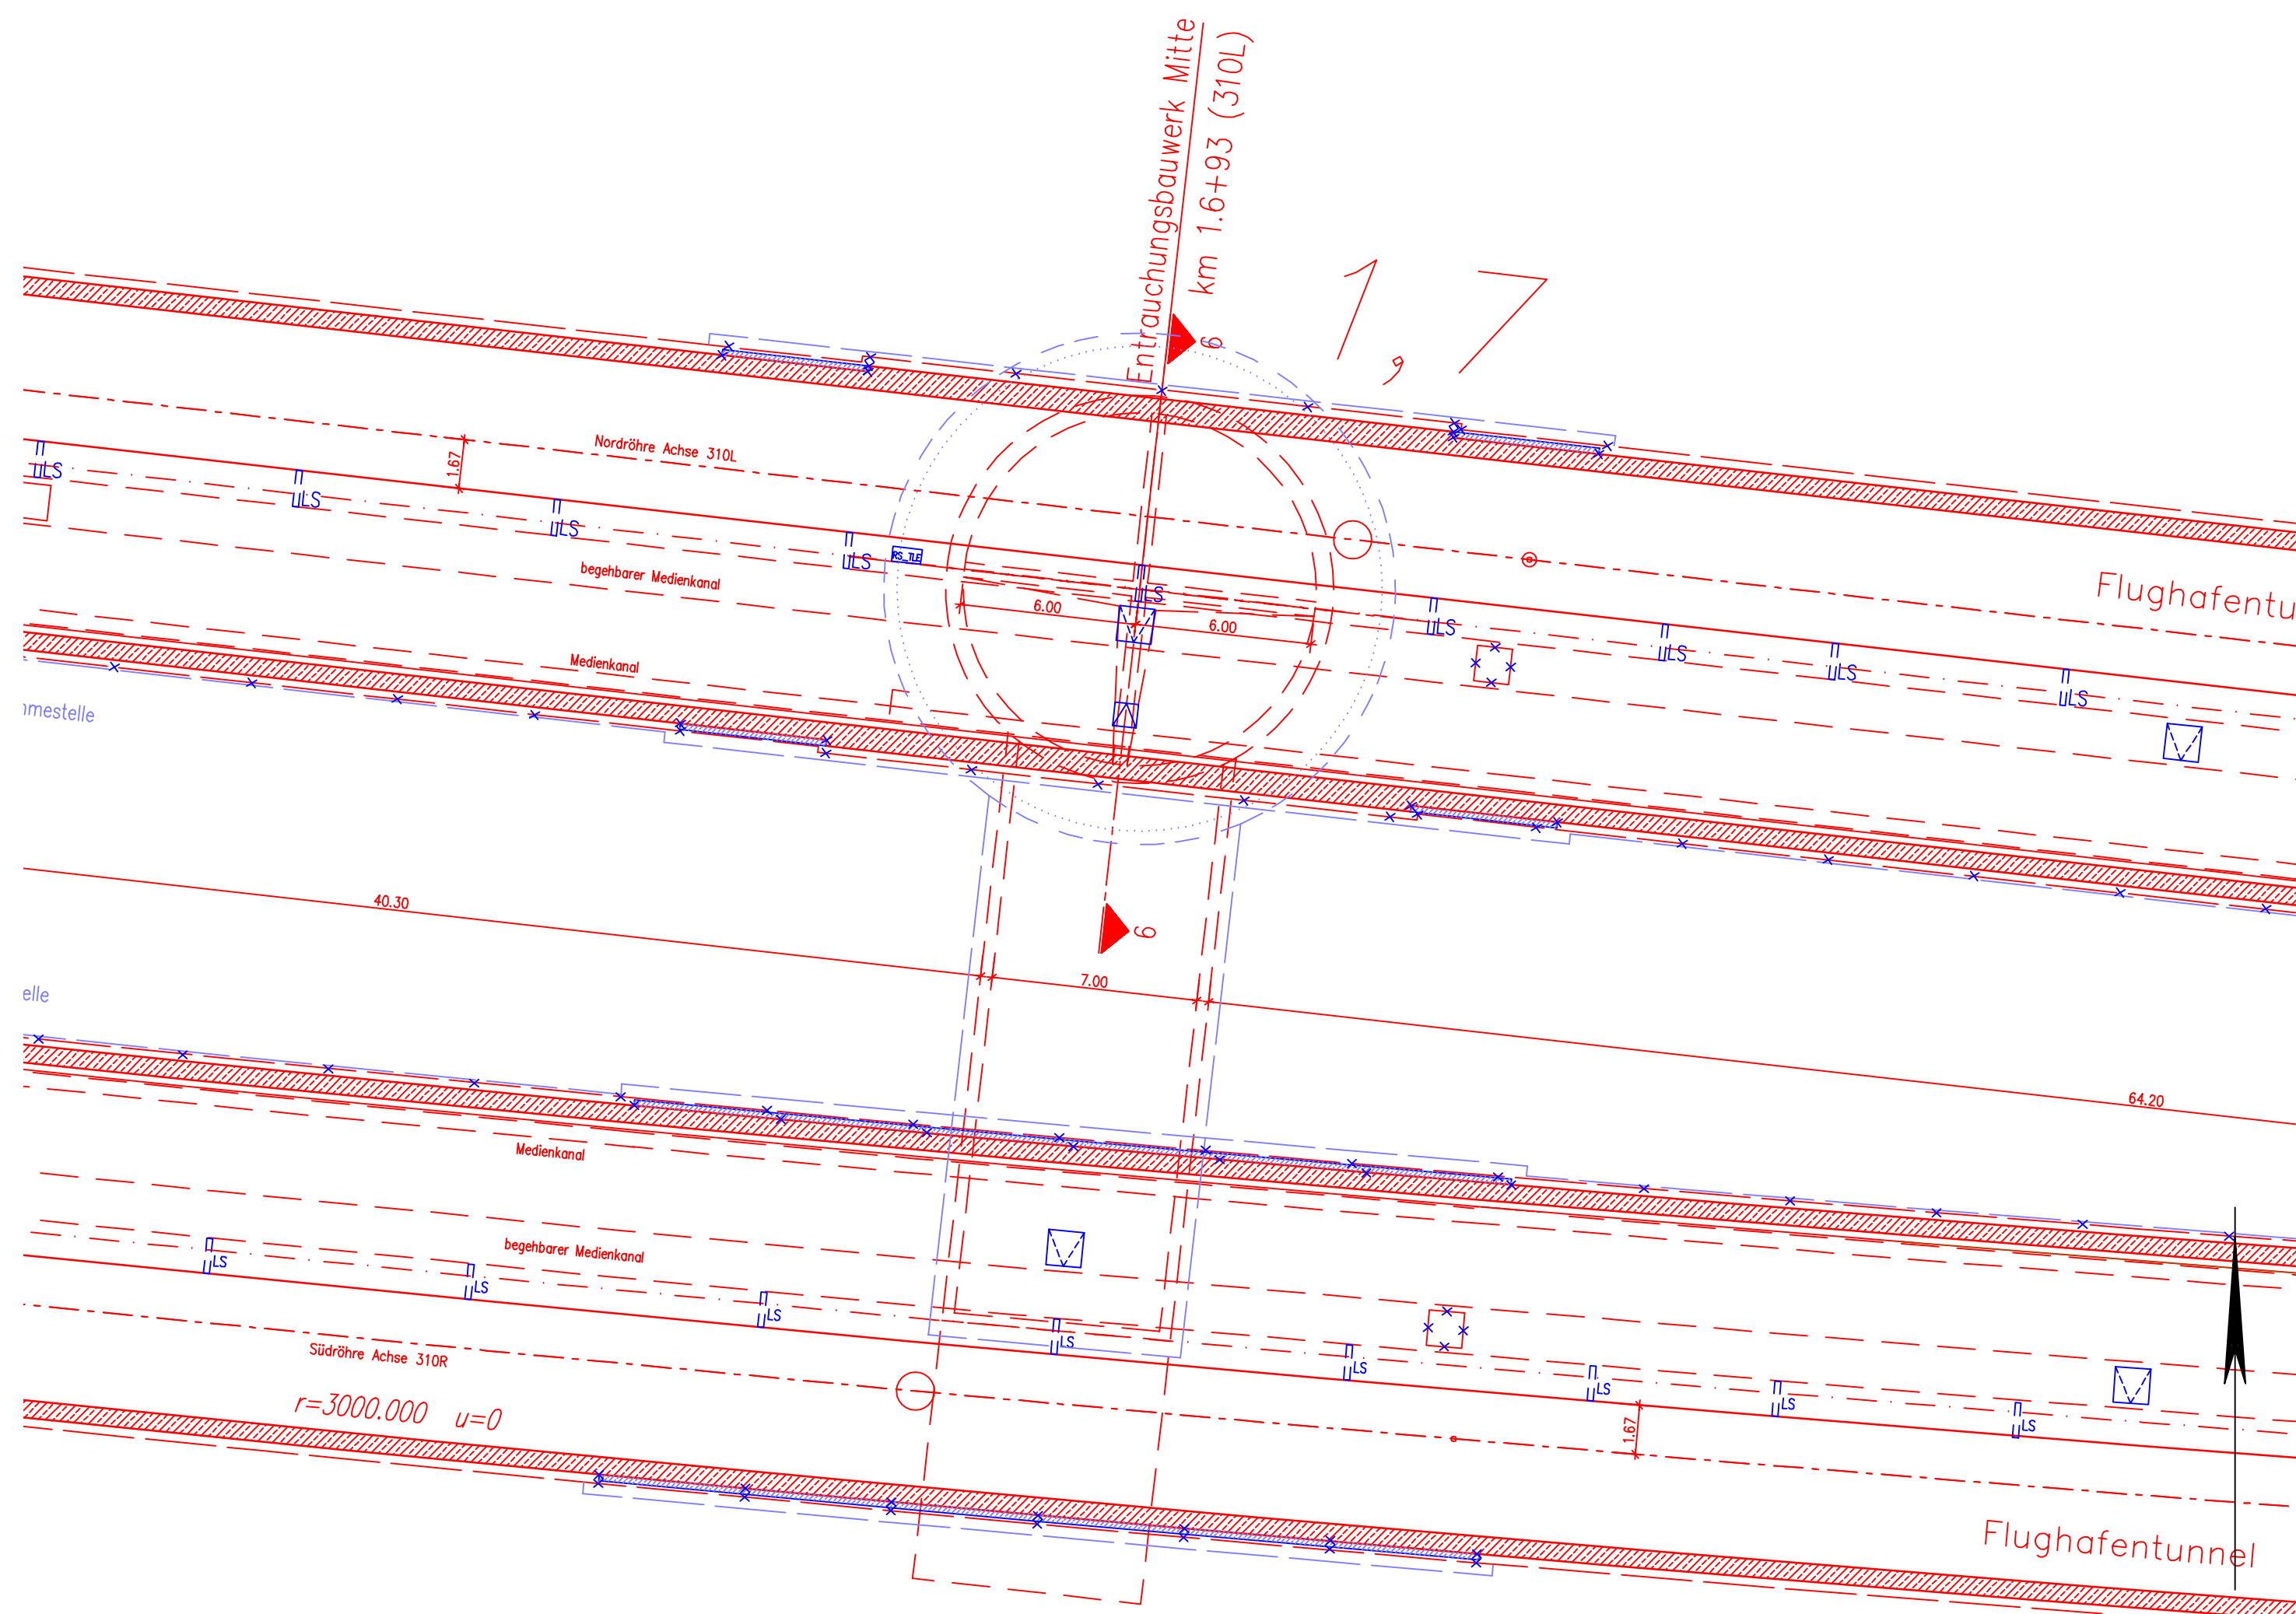 Entrauchungsbauwerk Mitte
km 1.6+93 (310L)
6
1,7
Nordröhre Achse 310L
1.67
LS
LS
LS
LS
RS_TLE
LS
LS
LS
LS
LS
begehbarer Medienkanal
6.00
6.00
Flughafentu
Medienkanal
mestelle
40.30
6
7.00
elle
64.20
Medienkanal
begehbarer Medienkanal
LS
LS
LS
LS
LS
LS
LS
LS
Südröhre Achse 310R
r=3000.000 u=0
1.67
Flughafentunnel